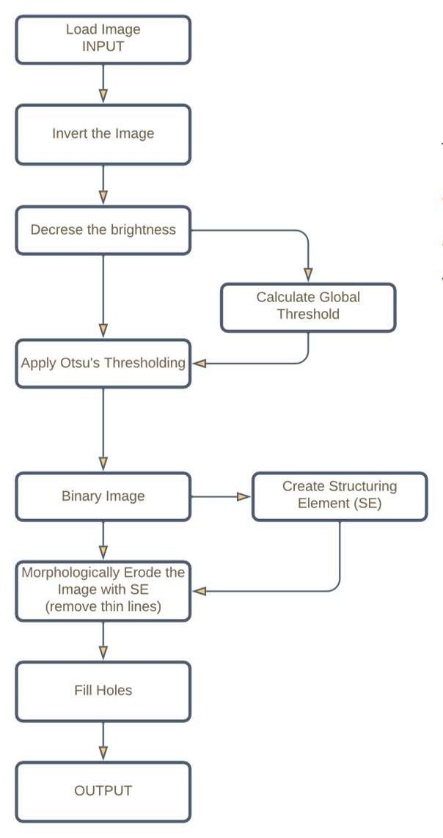 Load Image
INPUT
Invert the Image
Decrese the brightness
Calculate Global
Threshold
Apply Otsu's Thresholding
Binary Image
Create Structuring
Element (SE)
Morphologically Erode the
Image with SE
(remove thin lines)
Fill Holes
OUTPUT